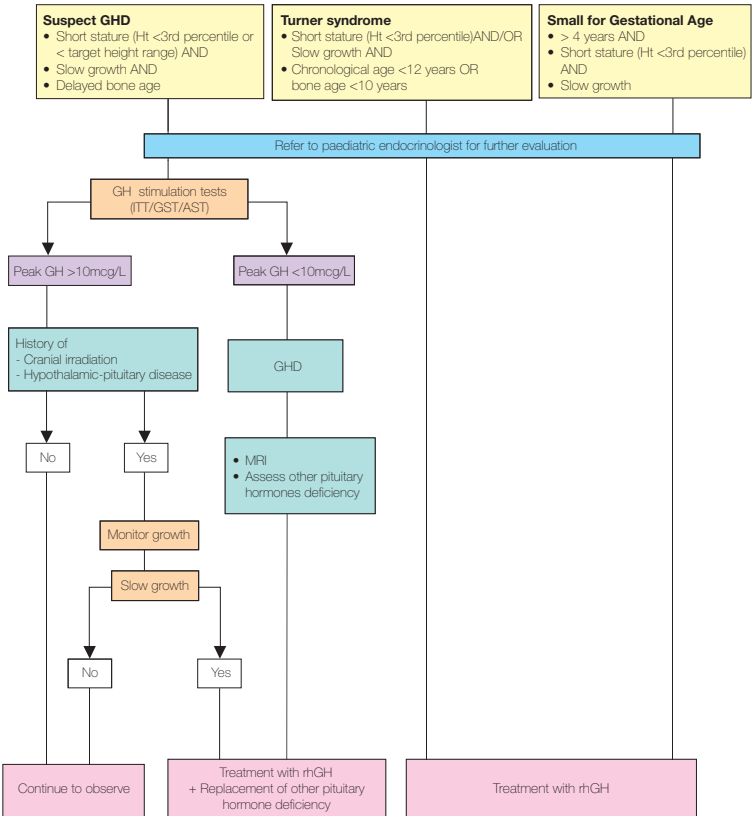 Suspect GHD
• Short stature (Ht <3rd percentile or
< target height range) AND
• Slow growth AND
• Delayed bone age
Turner syndrome
• Short stature (Ht <3rd percentile)AND/OR
Slow growth AND
• Chronological age <12 years OR
bone age <10 years
Small for Gestational Age
• > 4 years AND
• Short stature (Ht <3rd percentile)
AND
• Slow growth
Refer to paediatric endocrinologist for further evaluation
GH stimulation tests
(ITT/GST/AST)
Peak GH >10mcg/L
Peak GH <10mcg/L
History of
- Cranial irradiation
- Hypothalamic-pituitary disease
GHD
No
Yes
• MRI
• Assess other pituitary
hormones deficiency
Monitor growth
Slow growth
No
Yes
Continue to observe
Treatment with rhGH
+ Replacement of other pituitary
hormone deficiency
Treatment with rhGH